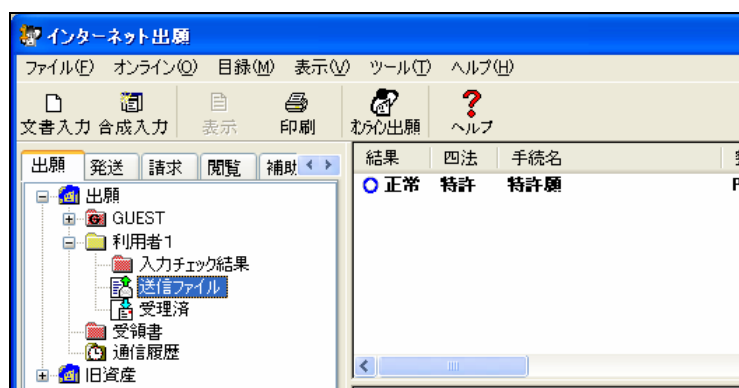 インターネット出願
ファイル(F) オンライン(O) 目録(M) 表示(V) ツール(T) ヘルプ(H)
文書入力 合成入力 表示 印刷 オンライン出願 ヘルプ
出願 発送 請求 閲覧 補助
結果 四法 手続名
正常 特許 特許願
出願
GUEST
利用者1
入力チェック結果
送信ファイル
受理済
受領書
通信履歴
旧資産